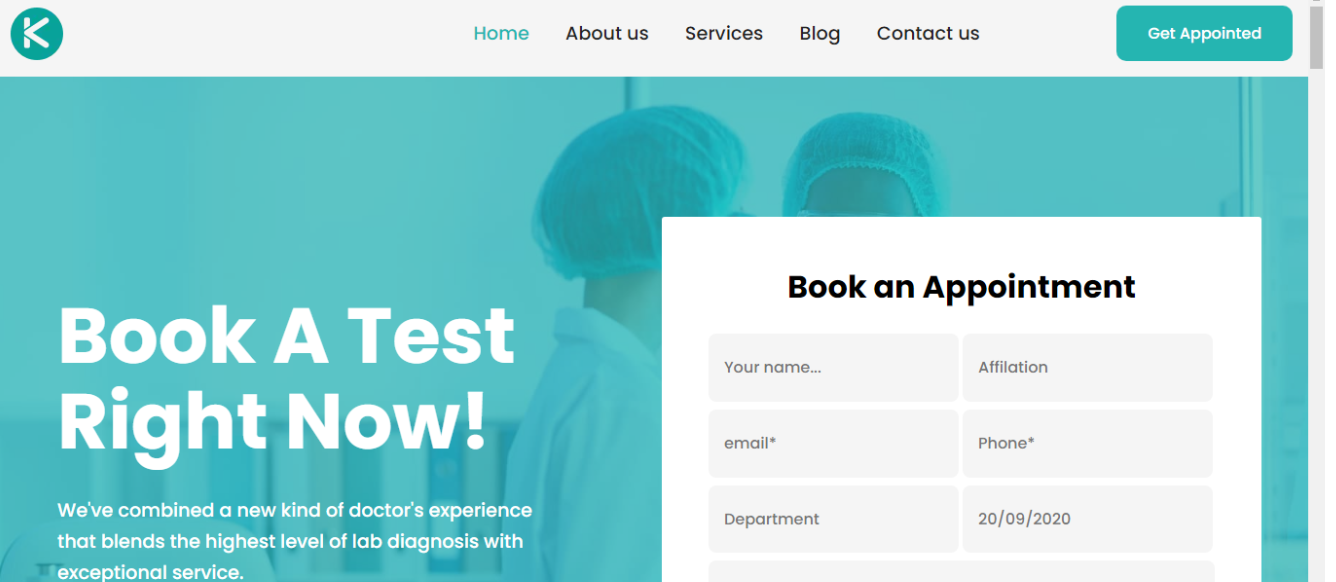 Home About us Services Blog Contact us Get Appointed
Book A Test
Right Now!
We've combined a new kind of doctor's experience
that blends the highest level of lab diagnosis with
exceptional service.
Book an Appointment
Your name... Affilation
email* Phone*
Department 20/09/2020